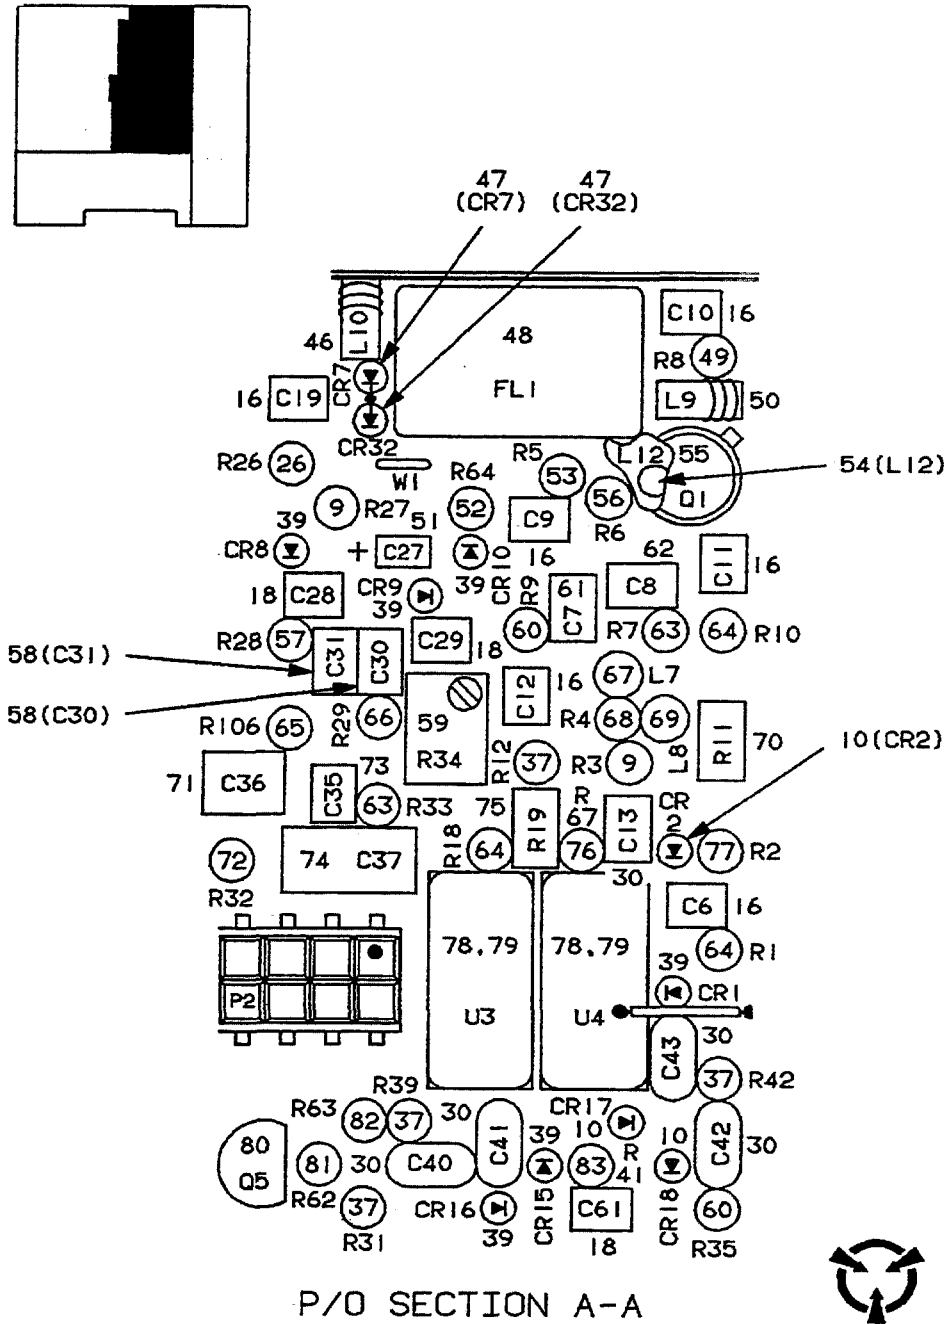 47 47
(CR7) (CR32)
C10 16
46 L10 48
R8 49
CR7 FL1
16 C19 L9 50
CR32
R26 26 W1 R64 R5 53 L12 55 54(L12)
9 R27 52 56 Q1
39 51 C9 R6
CR8 + C27 39 CR10 16 62 C11 16
18 C28 CR9 39 R9 61 C7 C8
R28 57 C29 18 60 R7 63 64 R10
58(C31) C31 C30
C12 16 67 L7
58(C30)
R106 65 R29 66 59 R4 68 69 R11 70 10(CR2)
R34 R12 37 R3 9 L8
71 C36 C35 73
63 R33 75 R19 R67 C13 CR2
72 74 C37 R18 64 76 77 R2
R32 30
C6 16
78,79 78,79 64 R1
39
P2 CR1
U3 U4
30
C43
R39 37 R42
R63 82 37 30 C41 CR17
80 39 10 10 C42
Q5 81 30 C40 83 R41 30
R62 37 CR16 CR15 C61 CR18 60
R31 39 18 R35
P/O SECTION A-A